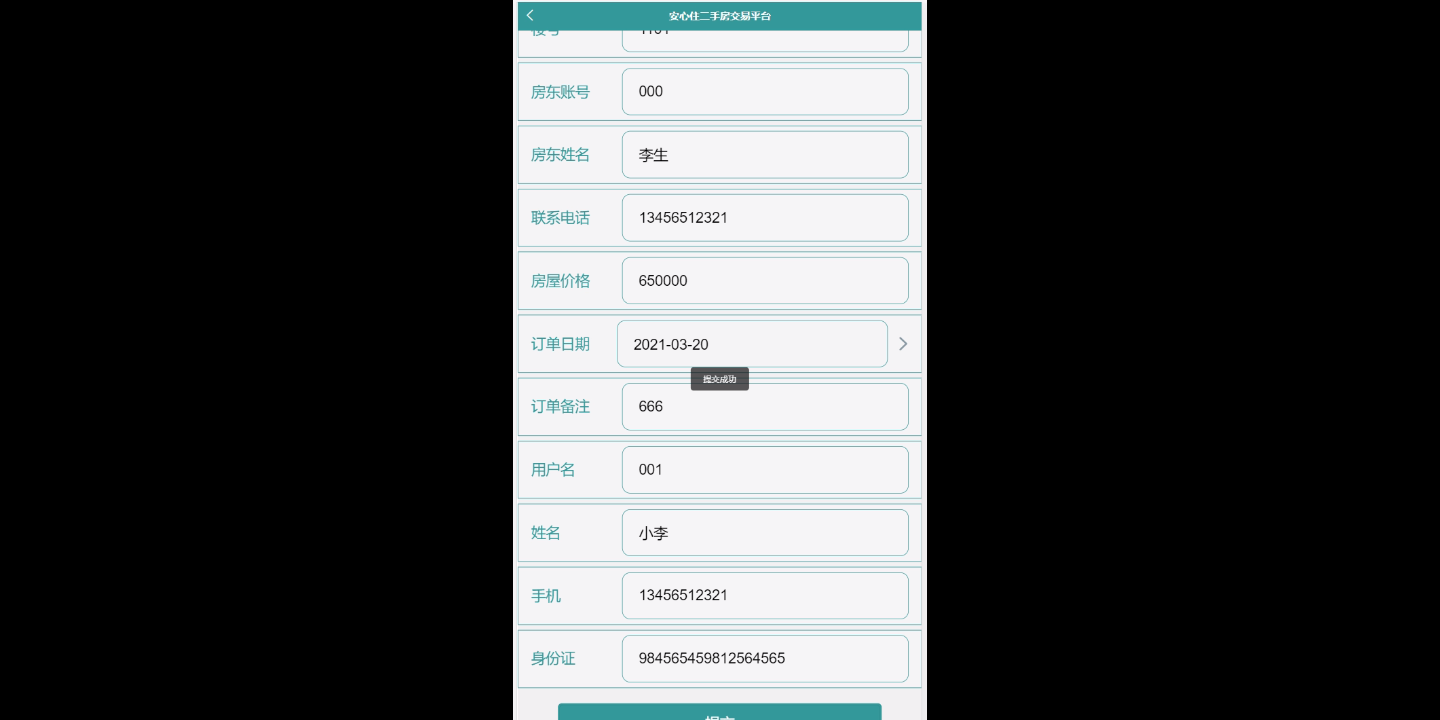 安心住二手房交易平台
房东账号 000
房东姓名 李生
联系电话 13456512321
房屋价格 650000
订单日期 2021-03-20
提交成功
订单备注 666
用户名 001
姓名 小李
手机 13456512321
身份证 984565459812564565